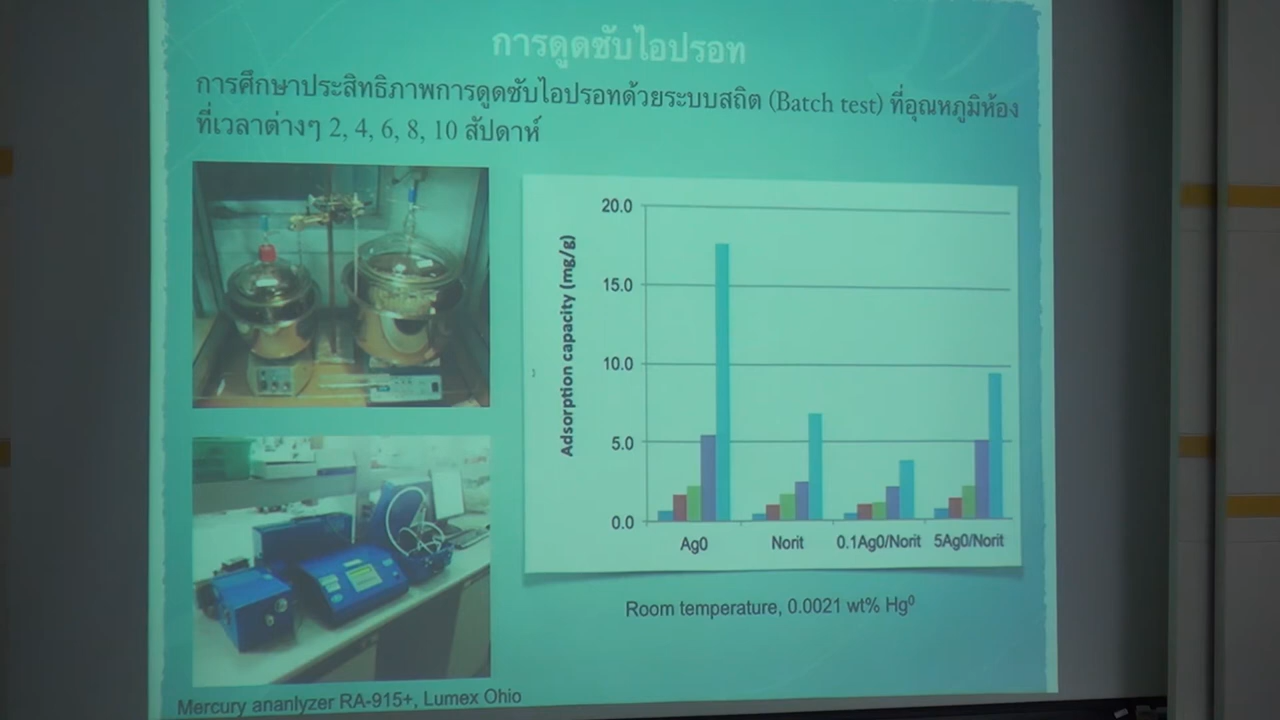 การดูดซับไอปรอท
การศึกษาประสิทธิภาพการดูดซับไอปรอทด้วยระบบสถิต (Batch test) ที่อุณหภูมิห้อง
ที่เวลาต่างๆ 2, 4, 6, 8, 10 สัปดาห์
Adsorption capacity (mg/g)
20.0
15.0
10.0
5.0
0.0
Ag0 Norit 0.1Ag0/Norit 5Ag0/Norit
Room temperature, 0.0021 wt% Hg⁰
Mercury ananlyzer RA-915+, Lumex Ohio